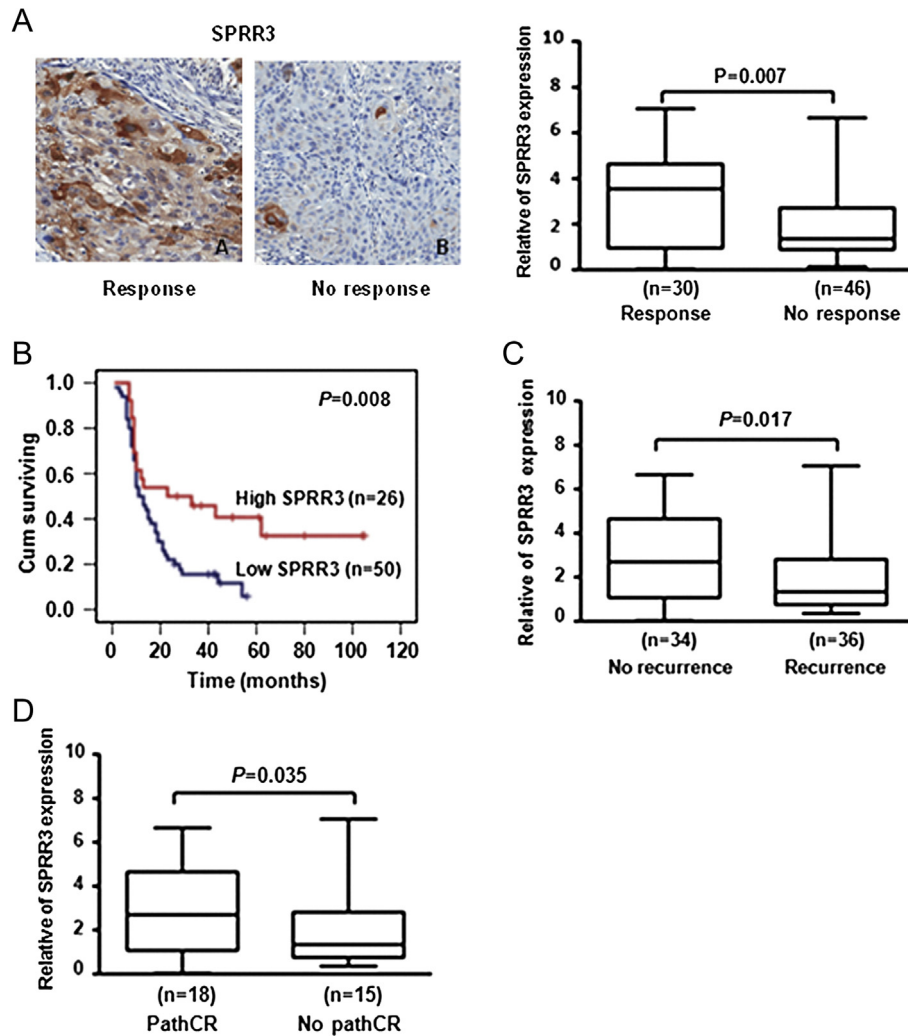 A
SPRR3
A
B
Response
No response
Relative of SPRR3 expression
10
8
6
4
2
0
P=0.007
(n=30)
(n=46)
Response
No response
B
Cum surviving
1.0
0.8
0.6
0.4
0.2
0.0
P=0.008
High SPRR3 (n=26)
Low SPRR3 (n=50)
0 20 40 60 80 100 120
Time (months)
C
Relative of SPRR3 expression
10
8
6
4
2
0
P=0.017
(n=34)
(n=36)
No recurrence
Recurrence
D
Relative of SPRR3 expression
10
8
6
4
2
0
P=0.035
(n=18)
(n=15)
PathCR
No pathCR